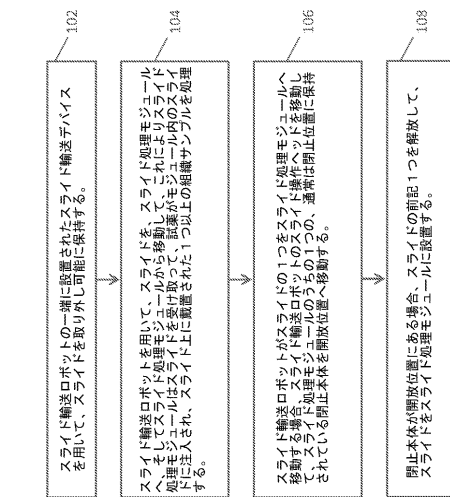 102
スライド輸送ロボットの一端に設置されたスライド輸送デバイス
を用いて、スライドを取り外し可能に保持する。
104
スライド輸送ロボットを用いて、スライドを、スライド処理モジュール
へ、そしてスライド処理モジュールから移動して、これによりスライド
処理モジュールはスライドを受け取って、試薬がモジュール内のスライ
ドに注入され、スライド上に載置された1つ以上の組織サンプルを処理
する。
106
スライド輸送ロボットがスライドの1つをスライド処理モジュールへ
移動する場合、スライド輸送ロボットのスライド操作ヘッドを移動し
てスライド処理モジュールのうちの1つの、通常は閉止位置に保持
されている閉止本体を開放位置へ移動する。
108
閉止本体が開放位置にある場合、スライドの前記1つを解放して、
スライドをスライド処理モジュールに設置する。